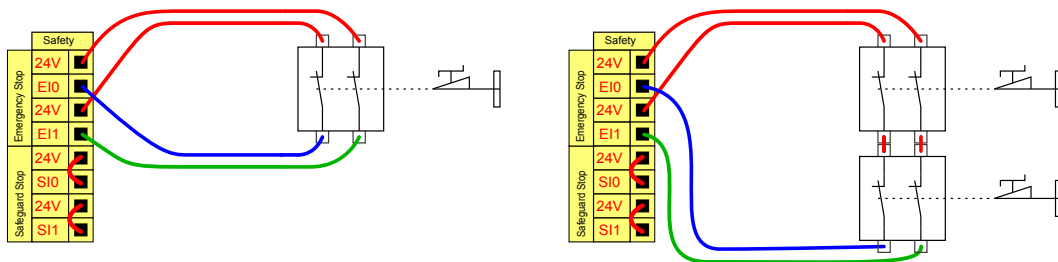 Safety
Emergency Stop
24V
EI0
24V
EI1
Safeguard Stop
24V
SI0
24V
SI1
Safety
Emergency Stop
24V
EI0
24V
EI1
Safeguard Stop
24V
SI0
24V
SI1